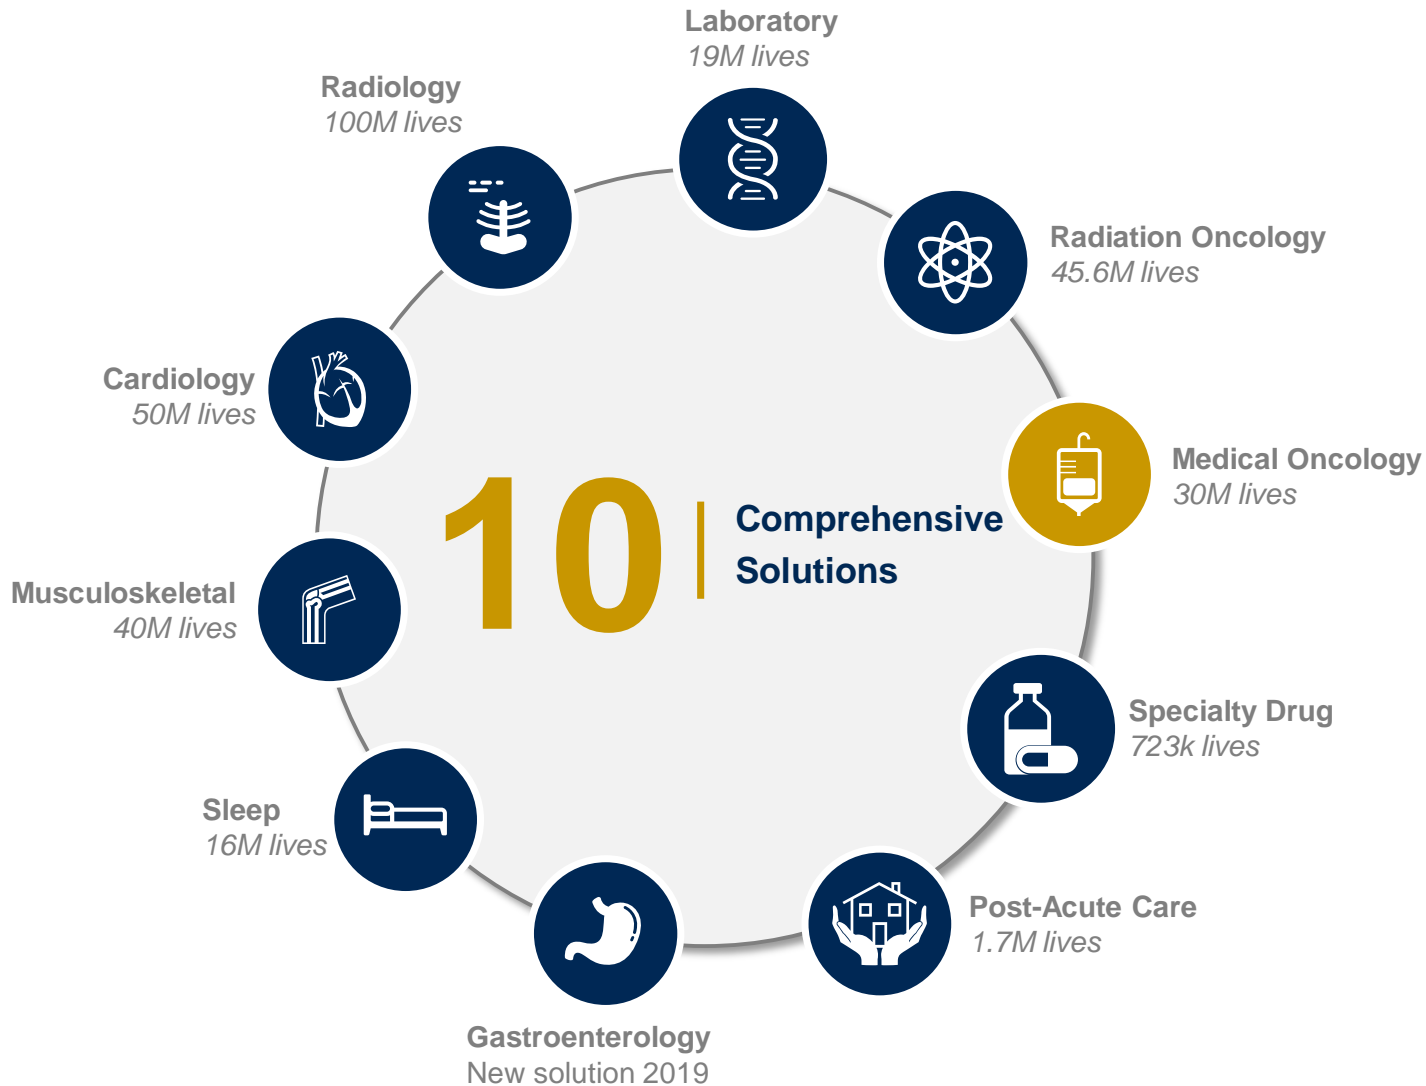 Laboratory
19M lives
Radiology
100M lives
Radiation Oncology
45.6M lives
Cardiology
50M lives
Medical Oncology
30M lives
10
Comprehensive
Solutions
Musculoskeletal
40M lives
Specialty Drug
723k lives
Sleep
16M lives
Post-Acute Care
1.7M lives
Gastroenterology
New solution 2019